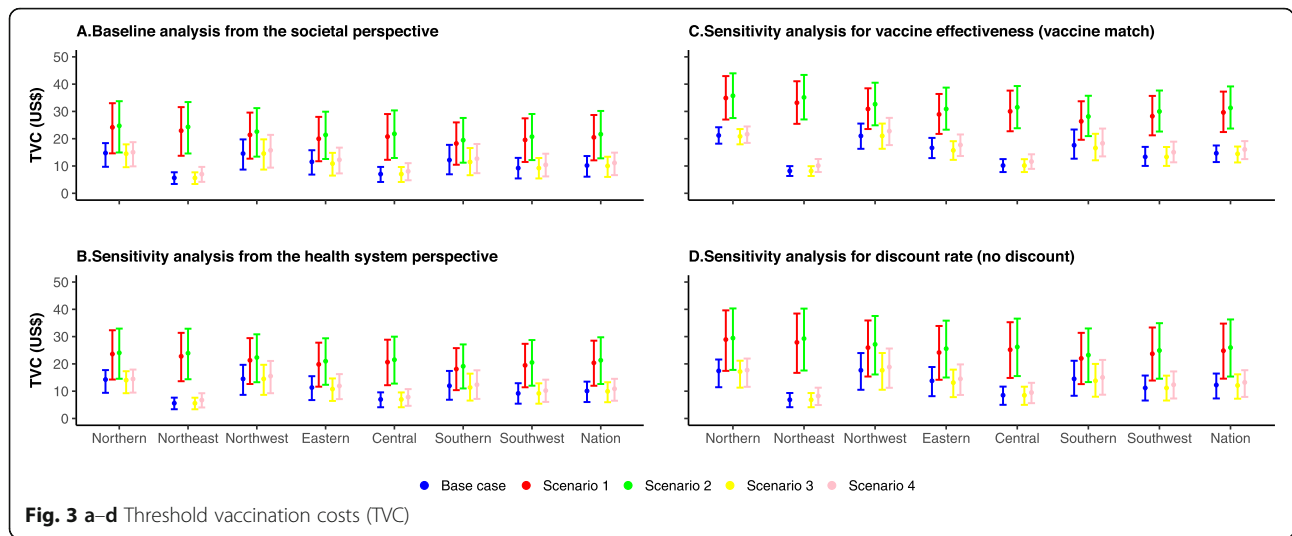 A.Baseline analysis from the societal perspective
TVC (US$)
50
40
30
20
10
0
C.Sensitivity analysis for vaccine effectiveness (vaccine match)
B.Sensitivity analysis from the health system perspective
TVC (US$)
50
40
30
20
10
0
Northern Northeast Northwest Eastern Central Southern Southwest Nation
D.Sensitivity analysis for discount rate (no discount)
Northern Northeast Northwest Eastern Central Southern Southwest Nation
Base case Scenario 1 Scenario 2 Scenario 3 Scenario 4
Fig. 3 a–d Threshold vaccination costs (TVC)